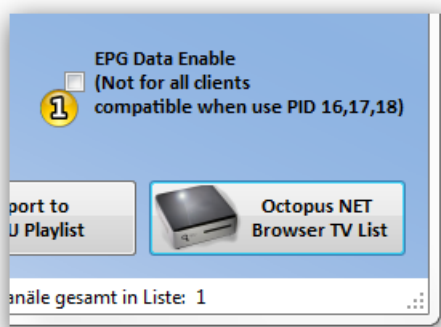 EPG Data Enable
(Not for all clients
compatible when use PID 16,17,18)
1
port to
U Playlist
Octopus NET
Browser TV List
anäle gesamt in Liste: 1